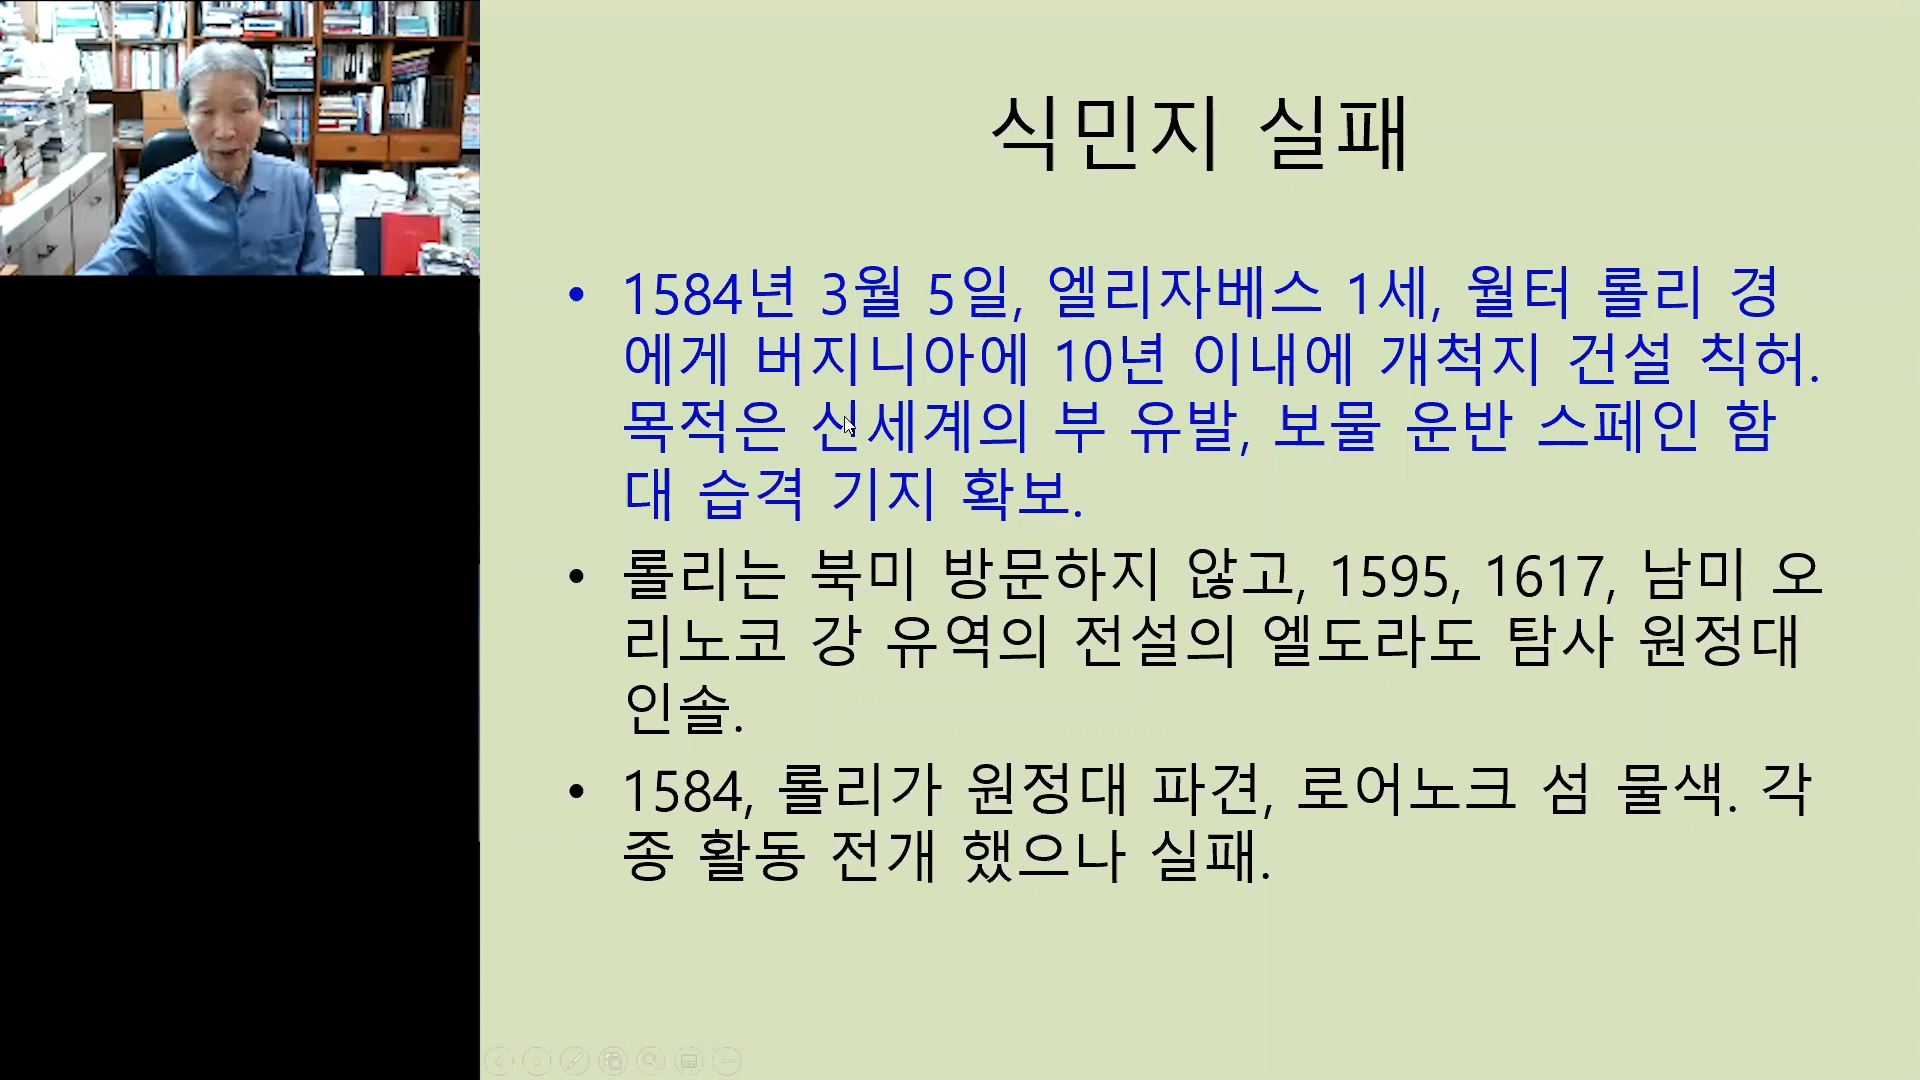 식민지 실패
• 1584년 3월 5일, 엘리자베스 1세, 월터 롤리 경
에게 버지니아에 10년 이내에 개척지 건설 칙허.
목적은 신세계의 부 유발, 보물 운반 스페인 함
대 습격 기지 확보.
• 롤리는 북미 방문하지 않고, 1595, 1617, 남미 오
리노코 강 유역의 전설의 엘도라도 탐사 원정대
인솔.
• 1584, 롤리가 원정대 파견, 로어노크 섬 물색. 각
종 활동 전개 했으나 실패.